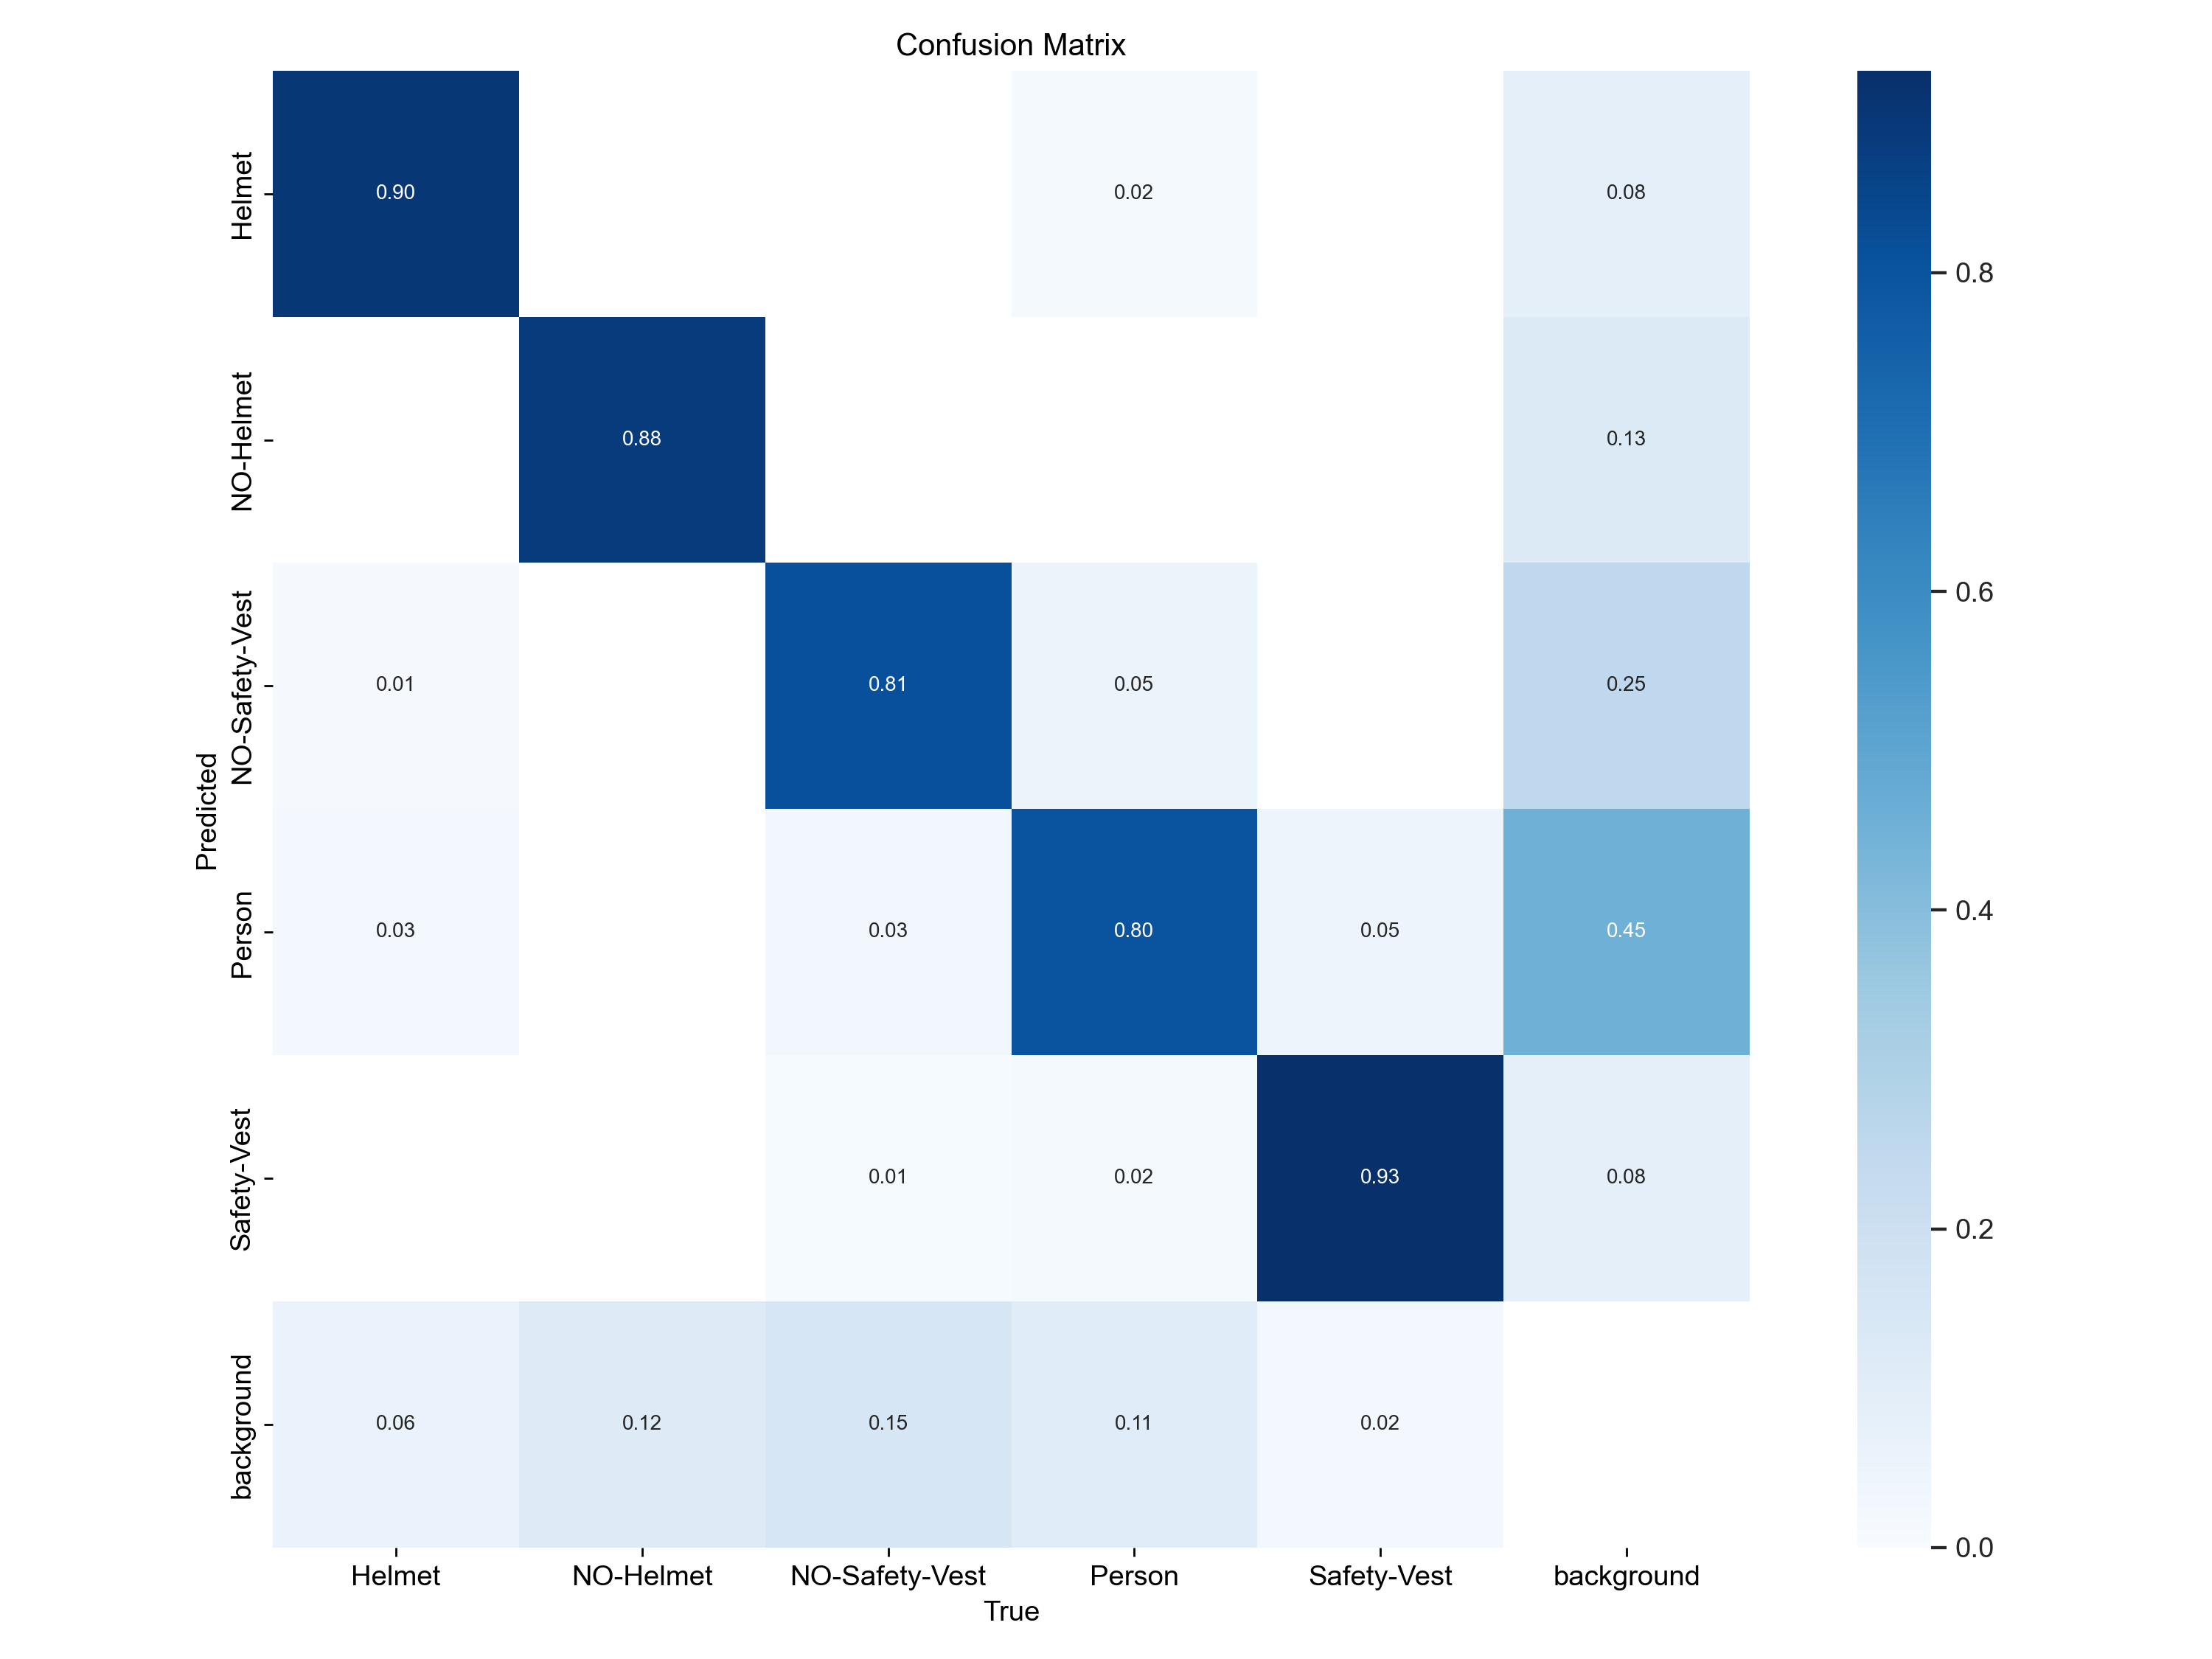 Confusion Matrix
Helmet
0.90
0.02
0.08
NO-Helmet
0.88
0.13
NO-Safety-Vest
0.01
0.81
0.05
0.25
Predicted
Person
0.03
0.03
0.80
0.05
0.45
Safety-Vest
0.01
0.02
0.93
0.08
background
0.06
0.12
0.15
0.11
0.02
Helmet
NO-Helmet
NO-Safety-Vest
Person
Safety-Vest
background
True
0.8
0.6
0.4
0.2
0.0